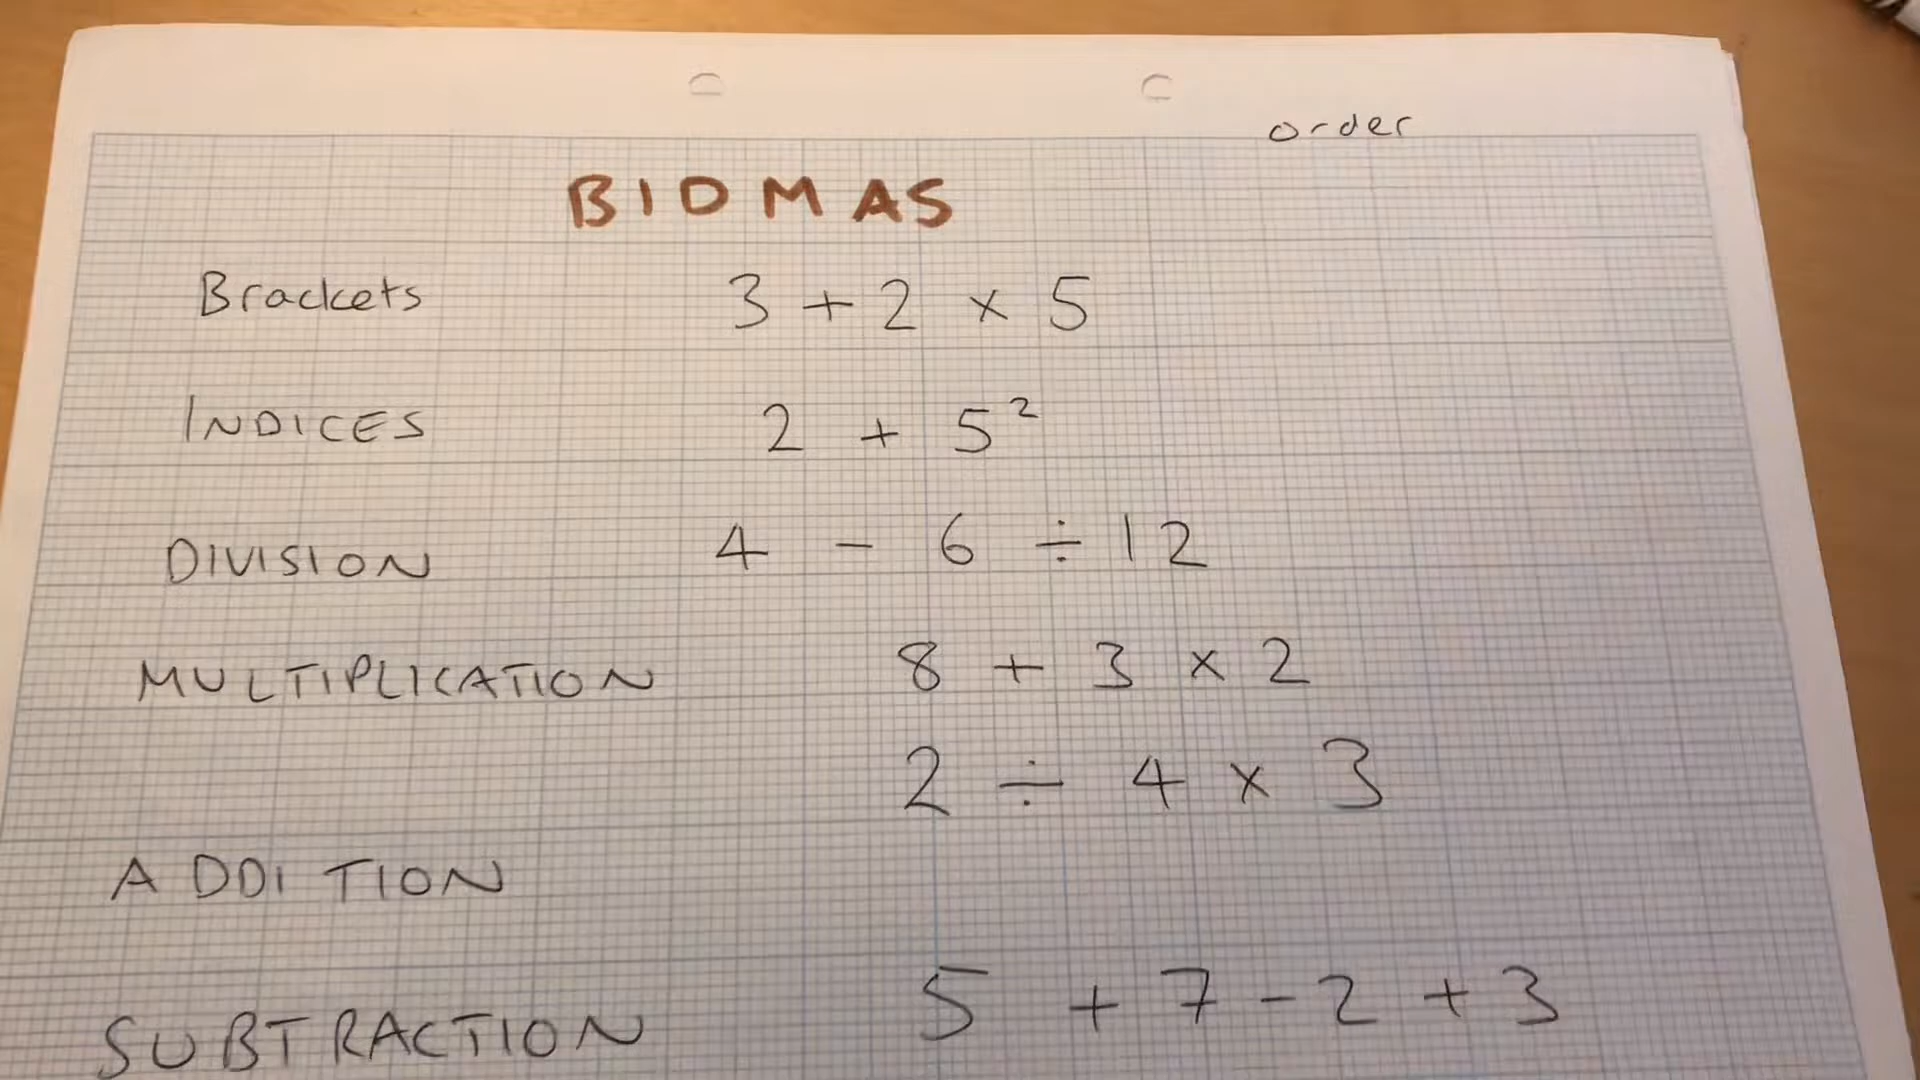 order
BIDMAS
Brackets 3 + 2 × 5
INDICES 2 + 5²
DIVISION 4 - 6 ÷ 12
MULTIPLICATION 8 + 3 × 2
2 ÷ 4 × 3
ADDITION
SUBTRACTION 5 + 7 - 2 + 3